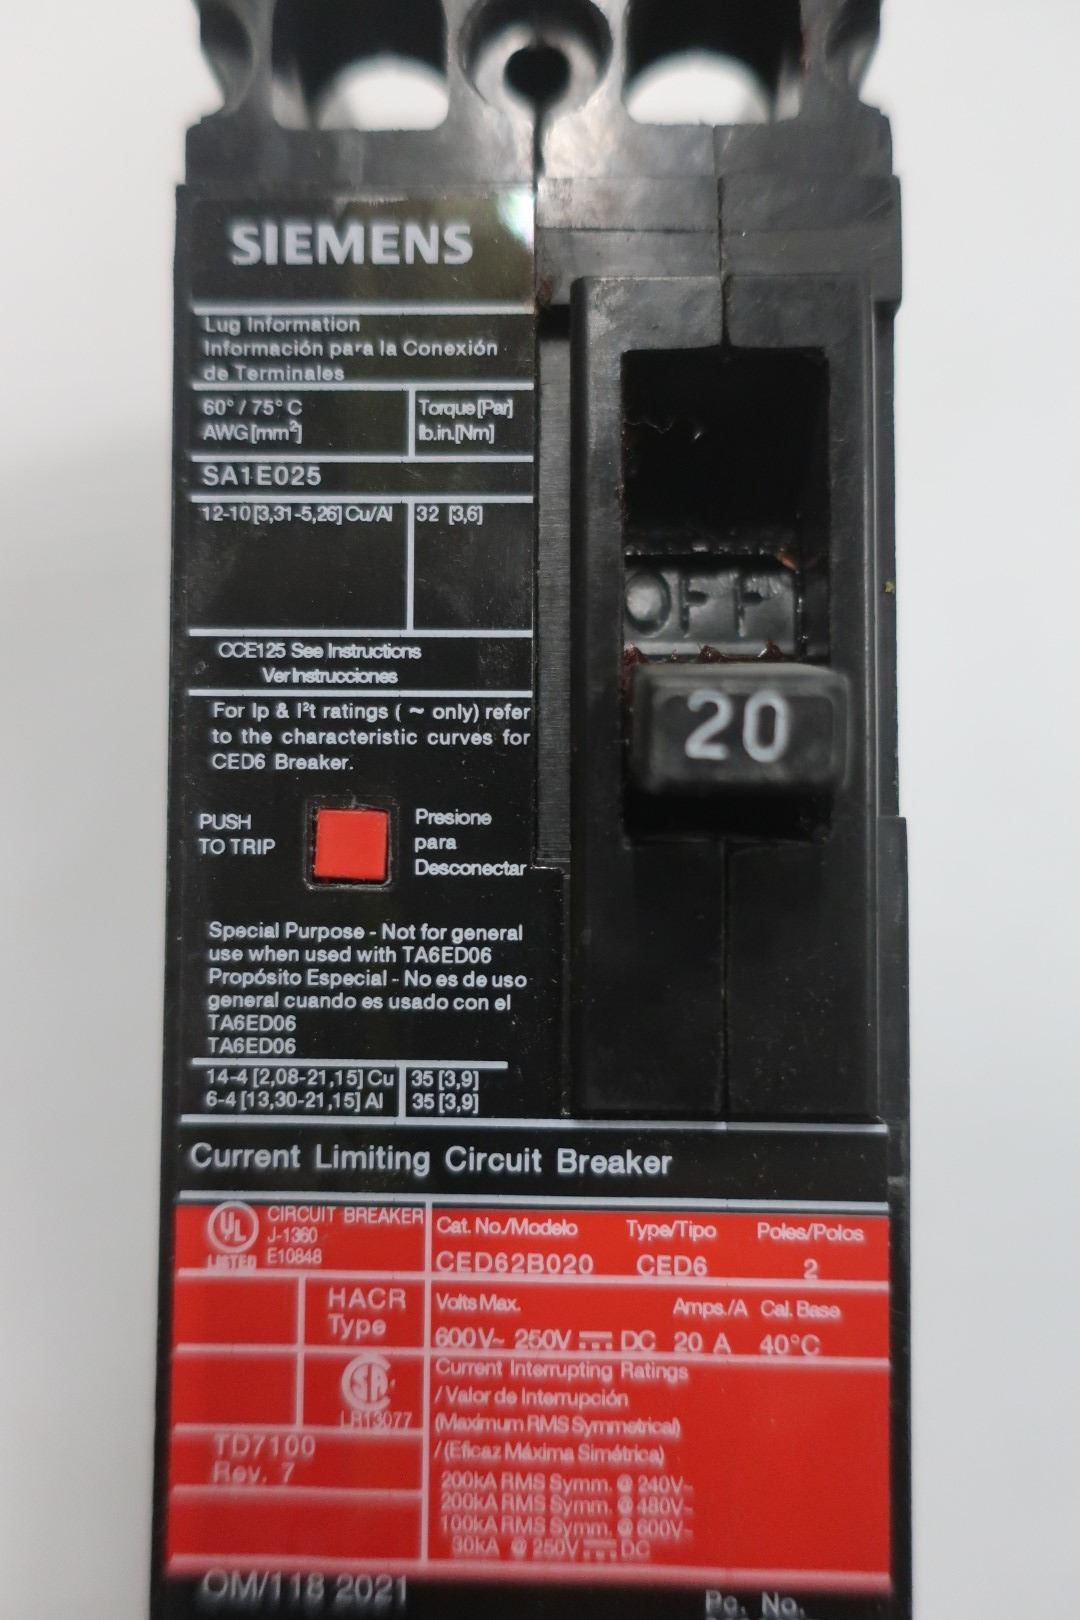 SIEMENS
Lug Information
Información para la Conexión
de Terminales
60° / 75° C
AWG [mm²]
Torque [Par]
lb.in.[Nm]
SA1E025
12-10 [3,31-5,26] Cu/Al
32 [3,6]
CCE125 See Instructions
Ver Instrucciones
For Ip & I²t ratings ( ~ only) refer
to the characteristic curves for
CED6 Breaker.
PUSH
TO TRIP
Presione
para
Desconectar
Special Purpose - Not for general
use when used with TA6ED06
Propósito Especial - No es de uso
general cuando es usado con el
TA6ED06
TA6ED06
14-4 [2,08-21,15] Cu
35 [3,9]
6-4 [13,30-21,15] Al
35 [3,9]
OFF
20
Current Limiting Circuit Breaker
UL
LISTED
CIRCUIT BREAKER
J-1360
E10848
Cat. No./Modelo
Type/Tipo
Poles/Polos
CED62B020
CED6
2
HACR
Type
Volts Max.
Amps./A
Cal. Base
600V~ 250V ⎓ DC
20 A
40°C
SA
LR13077
TD7100
Rev. 7
Current Interrupting Ratings
/ Valor de Interrupción
(Maximum RMS Symmetrical)
/ (Eficaz Máxima Simétrica)
200kA RMS Symm. @ 240V~
200kA RMS Symm. @ 480V~
100kA RMS Symm. @ 600V~
30kA @ 250V ⎓ DC
OM/118 2021
Pc. No.